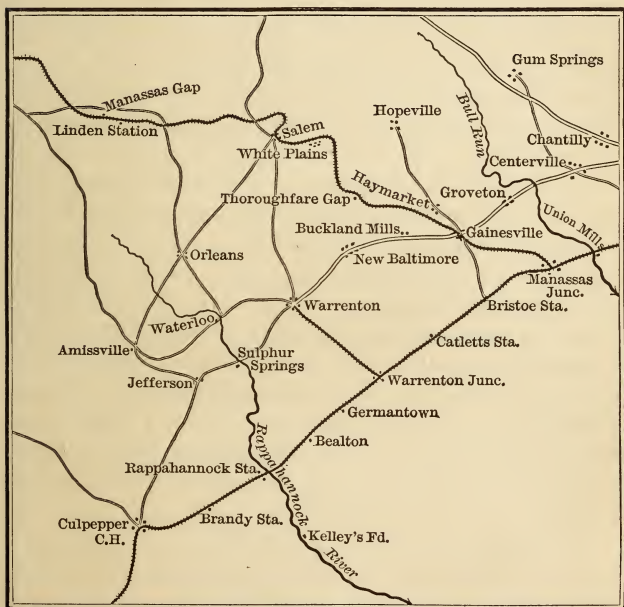 Gum Springs
Manassas Gap
Bull Run
Hopeville
Linden Station
Salem
Chantilly
White Plains
Centerville
Haymarket
Groveton
Thoroughfare Gap
Union Mills
Buckland Mills
Gainesville
Orleans
New Baltimore
Manassas
Junc.
Warrenton
Bristoe Sta.
Waterloo
Catletts Sta.
Amissville
Sulphur
Springs
Jefferson
Warrenton Junc.
Germantown
Bealton
Rappahannock Sta.
Rappahannock
River
Culpepper
C.H.
Brandy Sta.
Kelley's Fd.